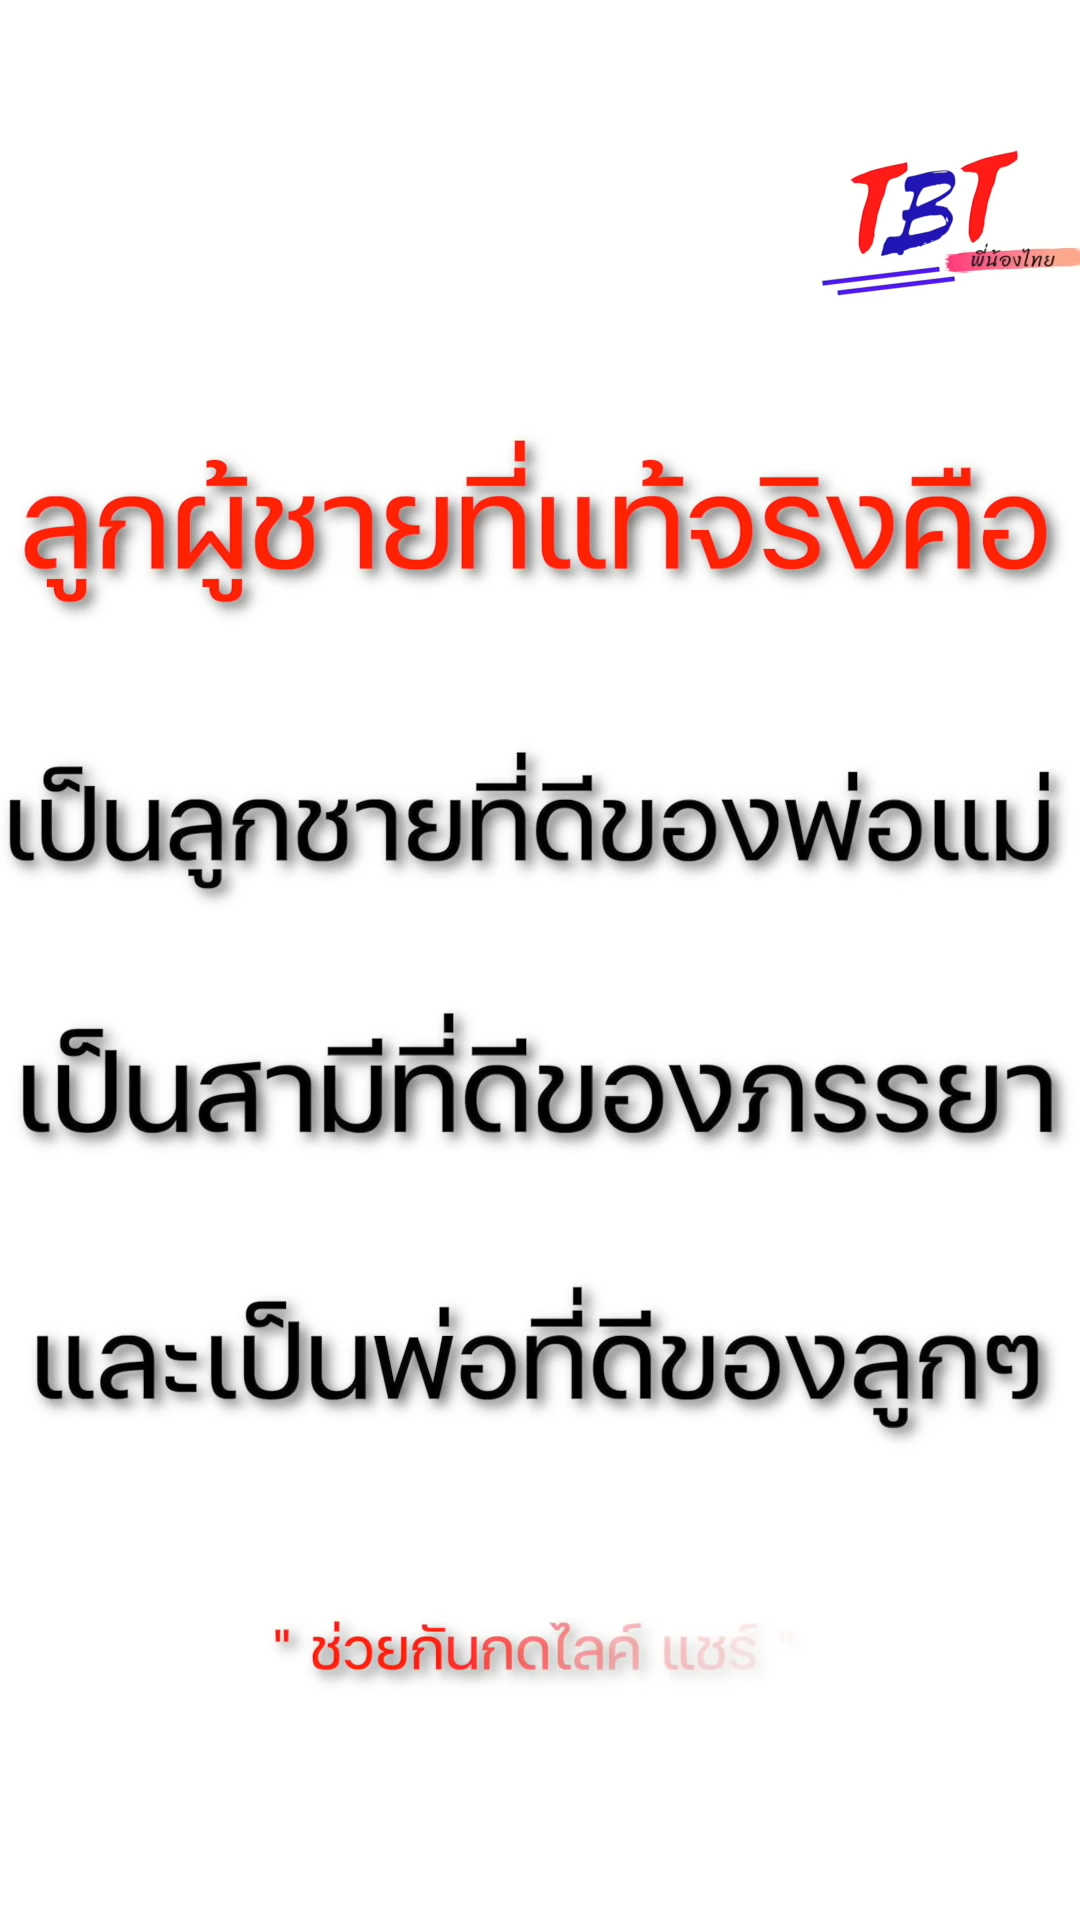 TBT
พี่น้องไทย
ลูกผู้ชายที่แท้จริงคือ
เป็นลูกชายที่ดีของพ่อแม่
เป็นสามีที่ดีของภรรยา
และเป็นพ่อที่ดีของลูกๆ
" ช่วยกันกดไลค์ แชร์ "